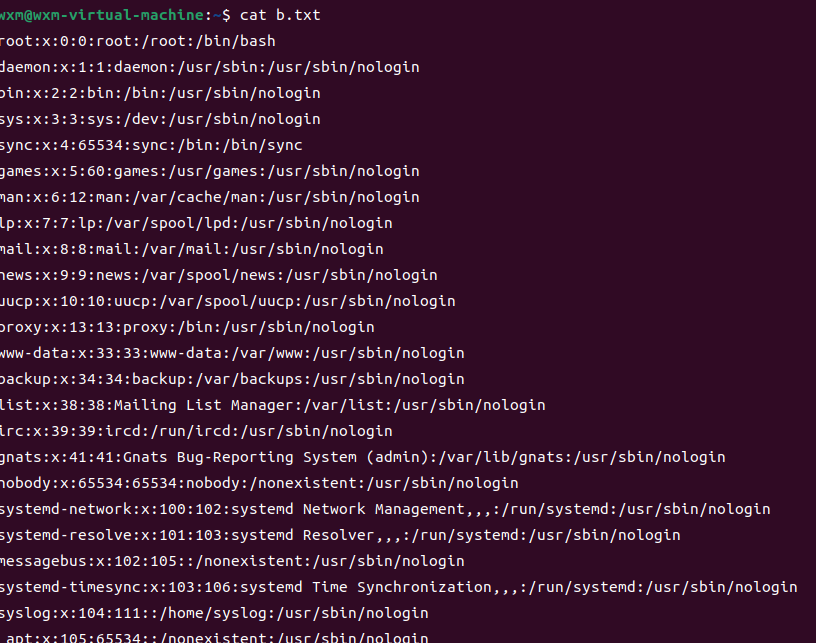 wxm@wxm-virtual-machine:~$ cat b.txt
root:x:0:0:root:/root:/bin/bash
daemon:x:1:1:daemon:/usr/sbin:/usr/sbin/nologin
bin:x:2:2:bin:/bin:/usr/sbin/nologin
sys:x:3:3:sys:/dev:/usr/sbin/nologin
sync:x:4:65534:sync:/bin:/bin/sync
games:x:5:60:games:/usr/games:/usr/sbin/nologin
man:x:6:12:man:/var/cache/man:/usr/sbin/nologin
lp:x:7:7:lp:/var/spool/lpd:/usr/sbin/nologin
mail:x:8:8:mail:/var/mail:/usr/sbin/nologin
news:x:9:9:news:/var/spool/news:/usr/sbin/nologin
uucp:x:10:10:uucp:/var/spool/uucp:/usr/sbin/nologin
proxy:x:13:13:proxy:/bin:/usr/sbin/nologin
www-data:x:33:33:www-data:/var/www:/usr/sbin/nologin
backup:x:34:34:backup:/var/backups:/usr/sbin/nologin
list:x:38:38:Mailing List Manager:/var/list:/usr/sbin/nologin
irc:x:39:39:ircd:/run/ircd:/usr/sbin/nologin
gnats:x:41:41:Gnats Bug-Reporting System (admin):/var/lib/gnats:/usr/sbin/nologin
nobody:x:65534:65534:nobody:/nonexistent:/usr/sbin/nologin
systemd-network:x:100:102:systemd Network Management,,,:/run/systemd:/usr/sbin/nologin
systemd-resolve:x:101:103:systemd Resolver,,,:/run/systemd:/usr/sbin/nologin
messagebus:x:102:105::/nonexistent:/usr/sbin/nologin
systemd-timesync:x:103:106:systemd Time Synchronization,,,:/run/systemd:/usr/sbin/nologin
syslog:x:104:111::/home/syslog:/usr/sbin/nologin
_apt:x:105:65534::/nonexistent:/usr/sbin/nologin